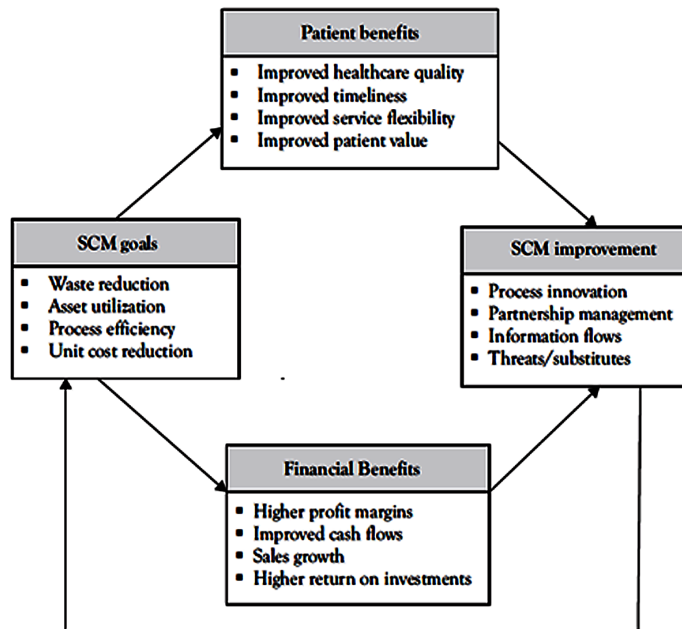 Patient benefits
Improved healthcare quality
Improved timeliness
Improved service flexibility
Improved patient value
SCM goals
Waste reduction
Asset utilization
Process efficiency
Unit cost reduction
SCM improvement
Process innovation
Partnership management
Information flows
Threats/substitutes
Financial Benefits
Higher profit margins
Improved cash flows
Sales growth
Higher return on investments